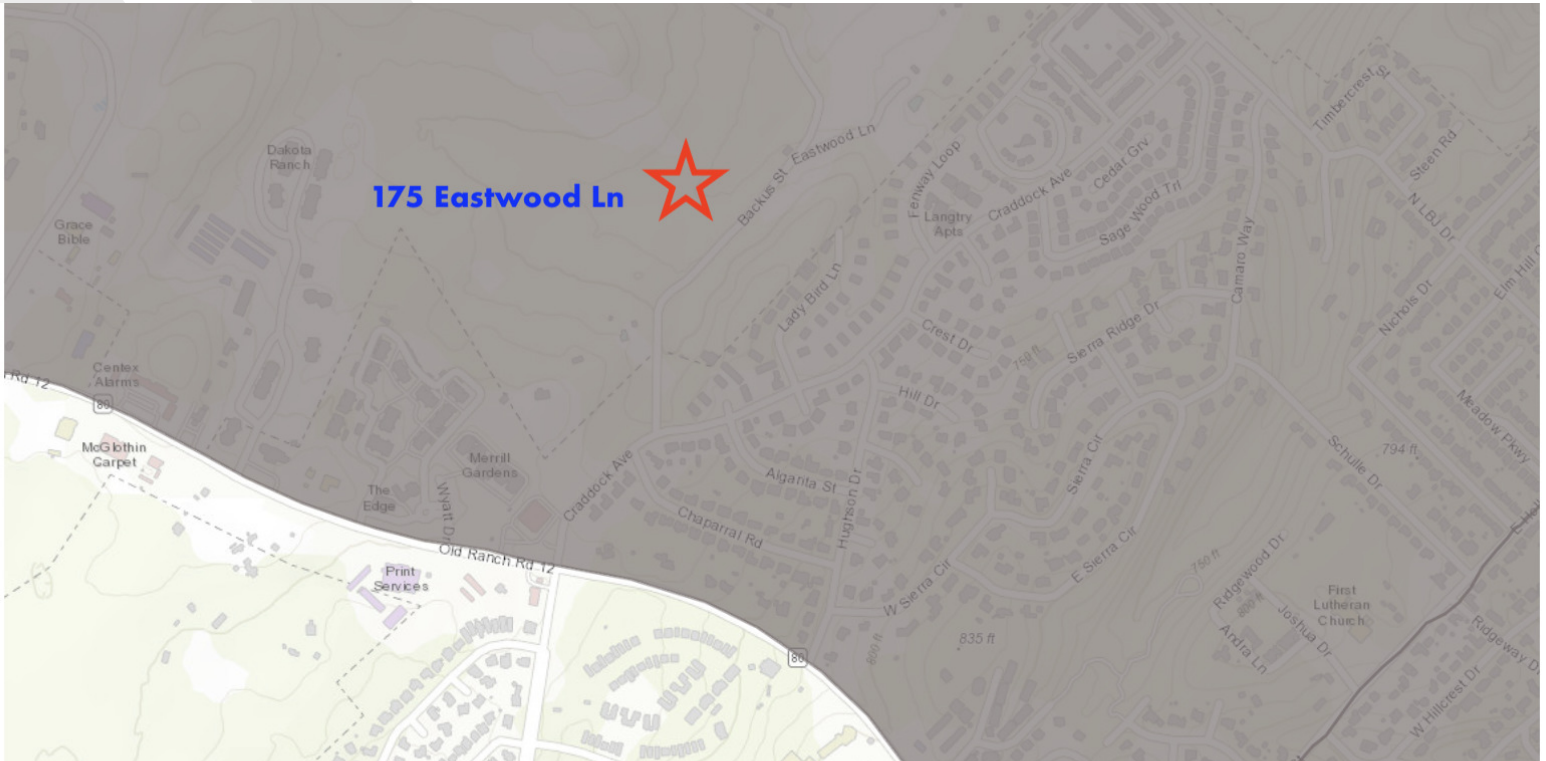 Timbercrest St
Steen Rd
Eastwood Ln
Dakota
Ranch
175 Eastwood Ln
Backus St
Fenway Loop
Cedar Grv
Craddock Ave
Langtry
Apts
Sage Wood Trl
N LBJ Dr
Grace
Bible
Camaro Way
Elm Hill
Lady Bird Ln
Nichols Dr
Crest Dr
750 ft
Sierra Ridge Dr
Centex
Alarms
Rd 12
80
Hill Dr
Meadow Pkwy
McGlothin
Carpet
Merrill
Gardens
794 ft
Schulle Dr
The
Edge
Wyatt Dr
Craddock Ave
Algarita St
Sierra Cir
Hughson Dr
Chaparral Rd
Old Ranch Rd 12
E Sierra Cir
750 ft
Ridgewood Dr
Print
Services
W Sierra Cir
800 ft
First
Lutheran
Church
Joshua Dr
835 ft
800 ft
Andra Ln
Ridgeway D
80
W Hillcrest Dr